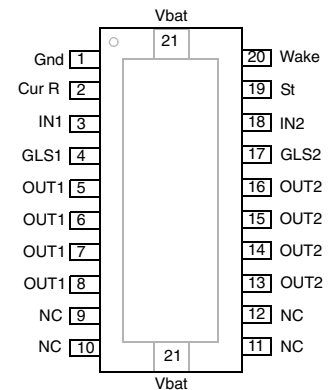 Vbat
21
Gnd 1 20 Wake
Cur R 2 19 St
IN1 3 18 IN2
GLS1 4 17 GLS2
OUT1 5 16 OUT2
OUT1 6 15 OUT2
OUT1 7 14 OUT2
OUT1 8 13 OUT2
NC 9 12 NC
NC 10 11 NC
21
Vbat